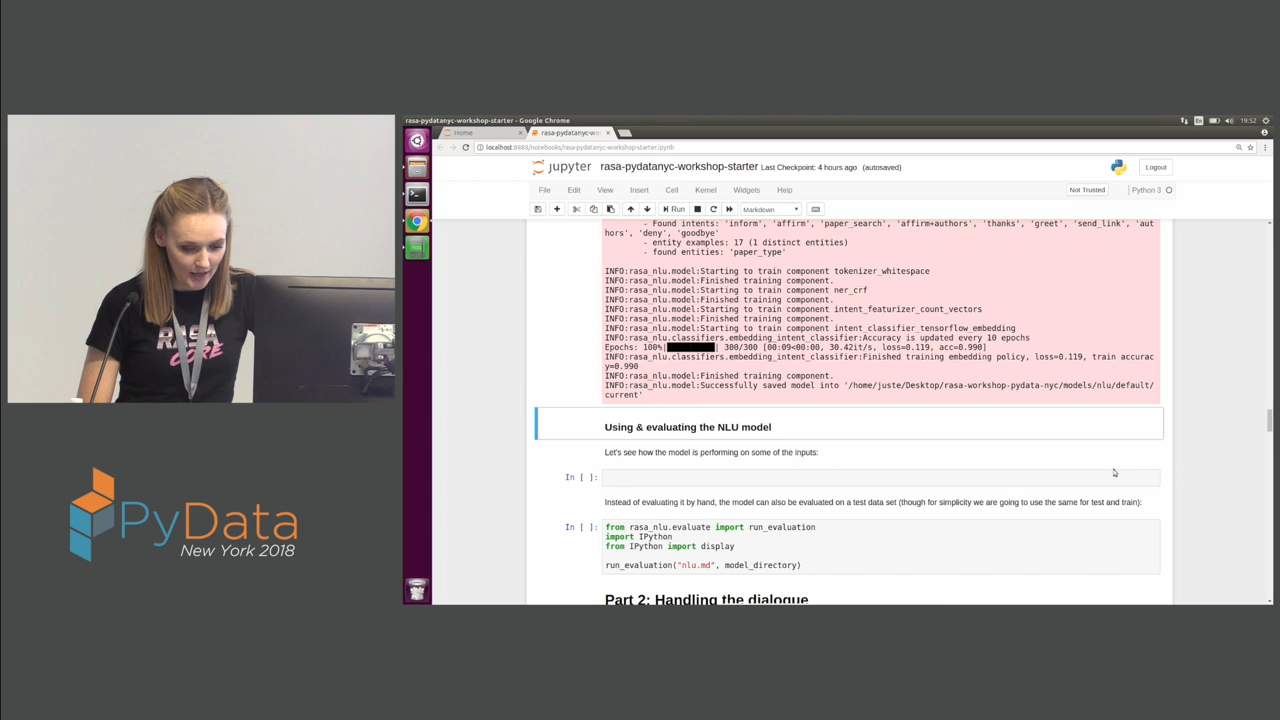 rasa-pydatanyc-workshop-starter - Google Chrome
En
19:52
Home
rasa-pydatanyc-wor
localhost:8888/notebooks/rasa-pydatanyc-workshop-starter.ipynb
jupyter
rasa-pydatanyc-workshop-starter Last Checkpoint: 4 hours ago (autosaved)
Logout
File Edit View Insert Cell Kernel Widgets Help
Not Trusted
Python 3
Run
Markdown
- Found intents: 'inform', 'affirm', 'paper_search', 'affirm+authors', 'thanks', 'greet', 'send_link', 'aut
hors', 'deny', 'goodbye'
- entity examples: 17 (1 distinct entities)
- found entities: 'paper_type'
INFO:rasa_nlu.model:Starting to train component tokenizer_whitespace
INFO:rasa_nlu.model:Finished training component.
INFO:rasa_nlu.model:Starting to train component ner_crf
INFO:rasa_nlu.model:Finished training component.
INFO:rasa_nlu.model:Starting to train component intent_featurizer_count_vectors
INFO:rasa_nlu.model:Finished training component.
INFO:rasa_nlu.model:Starting to train component intent_classifier_tensorflow_embedding
INFO:rasa_nlu.classifiers.embedding_intent_classifier:Accuracy is updated every 10 epochs
Epochs: 100%|██████████| 300/300 [00:09<00:00, 30.42it/s, loss=0.119, acc=0.990]
INFO:rasa_nlu.classifiers.embedding_intent_classifier:Finished training embedding policy, loss=0.119, train accurac
y=0.990
INFO:rasa_nlu.model:Finished training component.
INFO:rasa_nlu.model:Successfully saved model into '/home/juste/Desktop/rasa-workshop-pydata-nyc/models/nlu/default/
current'
Using & evaluating the NLU model
Let's see how the model is performing on some of the inputs:
In [ ]:
Instead of evaluating it by hand, the model can also be evaluated on a test data set (though for simplicity we are going to use the same for test and train):
In [ ]:
from rasa_nlu.evaluate import run_evaluation
import IPython
from IPython import display
run_evaluation("nlu.md", model_directory)
Part 2: Handling the dialogue
RASA
CORE
PyData
New York 2018